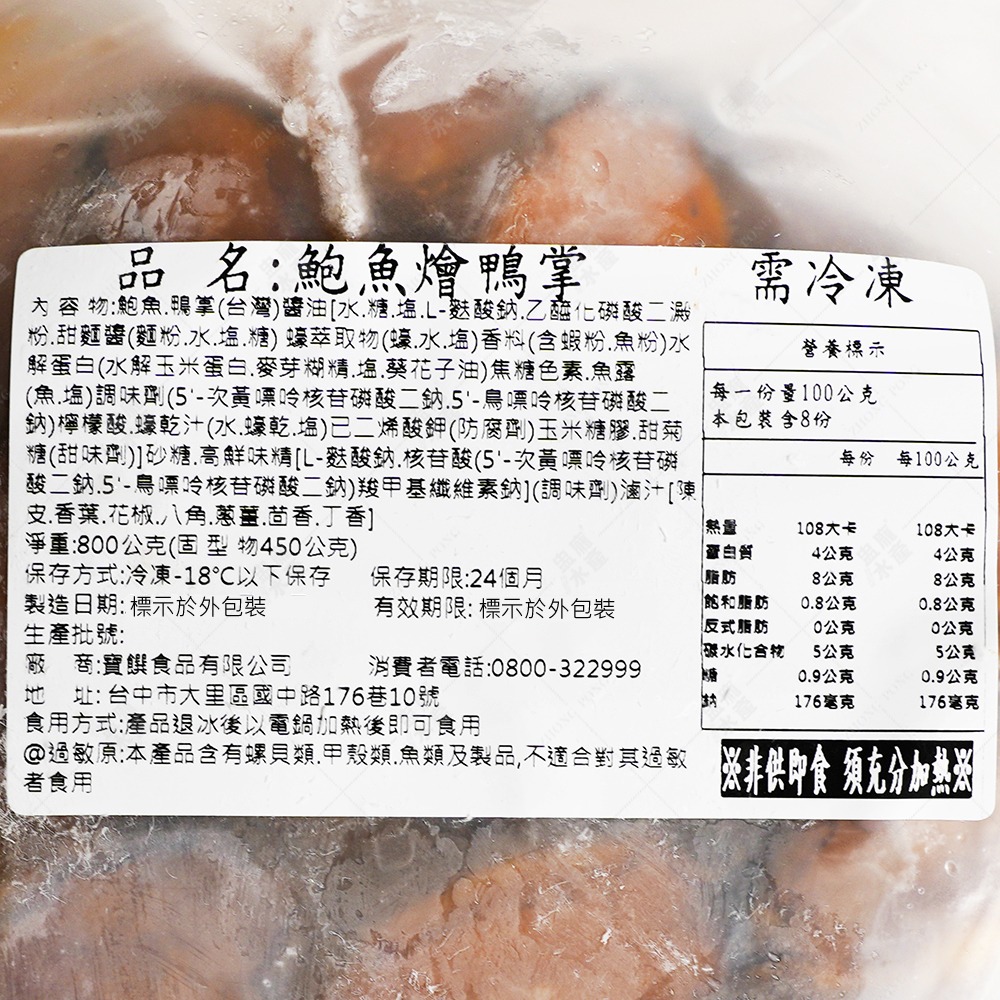 品 名:鮑魚燴鴨掌
需冷凍
內 容 物:鮑魚.鴨掌(台灣)醬油[水.糖.塩.L-麩酸鈉.乙醯化磷酸二澱
粉.甜麵醬(麵粉.水.塩.糖) 蠔萃取物(蠔.水.塩)香料(含蝦粉.魚粉)水
解蛋白(水解玉米蛋白.麥芽糊精.塩.葵花子油)焦糖色素.魚露
(魚.塩)調味劑(5'-次黃嘌呤核苷磷酸二鈉.5'-鳥嘌呤核苷磷酸二
鈉)檸檬酸.蠔乾汁(水.蠔乾.塩)己二烯酸鉀(防腐劑)玉米糖膠.甜菊
糖(甜味劑)]砂糖.高鮮味精[L-麩酸鈉.核苷酸(5'-次黃嘌呤核苷磷
酸二鈉.5'-鳥嘌呤核苷磷酸二鈉)羧甲基纖維素鈉](調味劑)滷汁[陳
皮.香葉.花椒.八角.蔥薑.茴香.丁香]
淨重:800公克(固 型 物450公克)
保存方式:冷凍-18°C以下保存 保存期限:24個月
製造日期: 標示於外包裝 有效期限: 標示於外包裝
生產批號:
廠 商:寶饌食品有限公司 消費者電話:0800-322999
地 址: 台中市大里區國中路176巷10號
食用方式:產品退冰後以電鍋加熱後即可食用
@過敏原:本產品含有螺貝類.甲殼類.魚類及製品,不適合對其過敏
者食用
營養標示
每一份量100公克
本包裝含8份
每份 每100公克
熱量 108大卡 108大卡
蛋白質 4公克 4公克
脂肪 8公克 8公克
飽和脂肪 0.8公克 0.8公克
反式脂肪 0公克 0公克
碳水化合物 5公克 5公克
糖 0.9公克 0.9公克
鈉 176毫克 176毫克
※非供即食 須充分加熱※